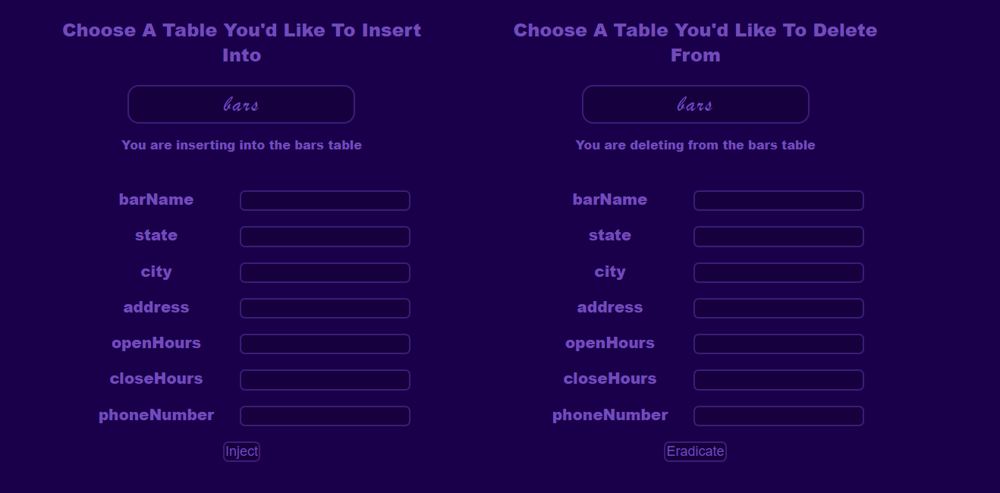 Choose A Table You'd Like To Insert
Into
bars
You are inserting into the bars table
barName
state
city
address
openHours
closeHours
phoneNumber
Inject
Choose A Table You'd Like To Delete
From
bars
You are deleting from the bars table
barName
state
city
address
openHours
closeHours
phoneNumber
Eradicate